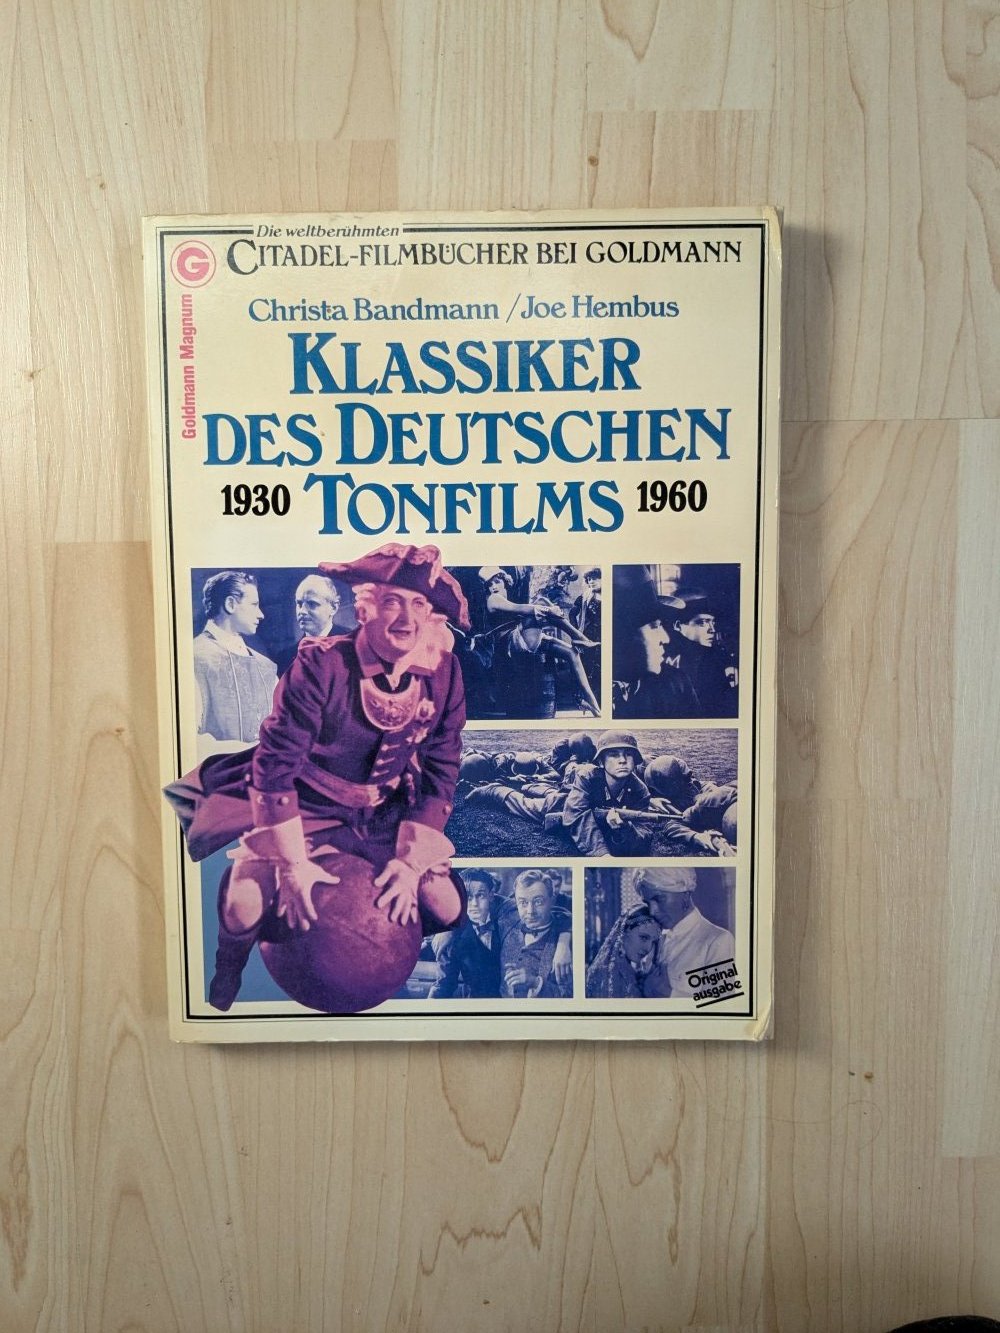 Die weltberühmten
CITADEL-FILMBÜCHER BEI GOLDMANN
G
Goldmann Magnum
Christa Bandmann / Joe Hembus
KLASSIKER
DES DEUTSCHEN
1930 TONFILMS 1960
M
Original
ausgabe